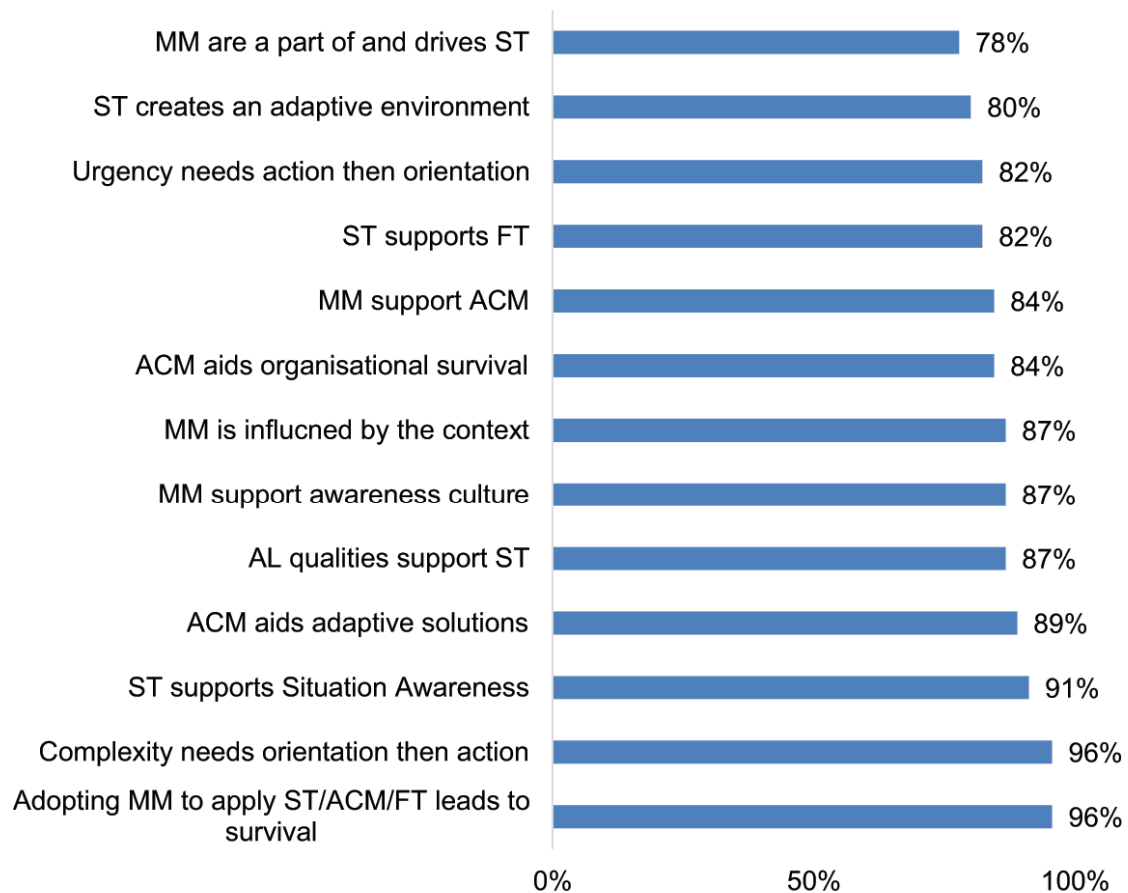 MM are a part of and drives ST 78%
ST creates an adaptive environment 80%
Urgency needs action then orientation 82%
ST supports FT 82%
MM support ACM 84%
ACM aids organisational survival 84%
MM is influcned by the context 87%
MM support awareness culture 87%
AL qualities support ST 87%
ACM aids adaptive solutions 89%
ST supports Situation Awareness 91%
Complexity needs orientation then action 96%
Adopting MM to apply ST/ACM/FT leads to
survival 96%
0% 50% 100%